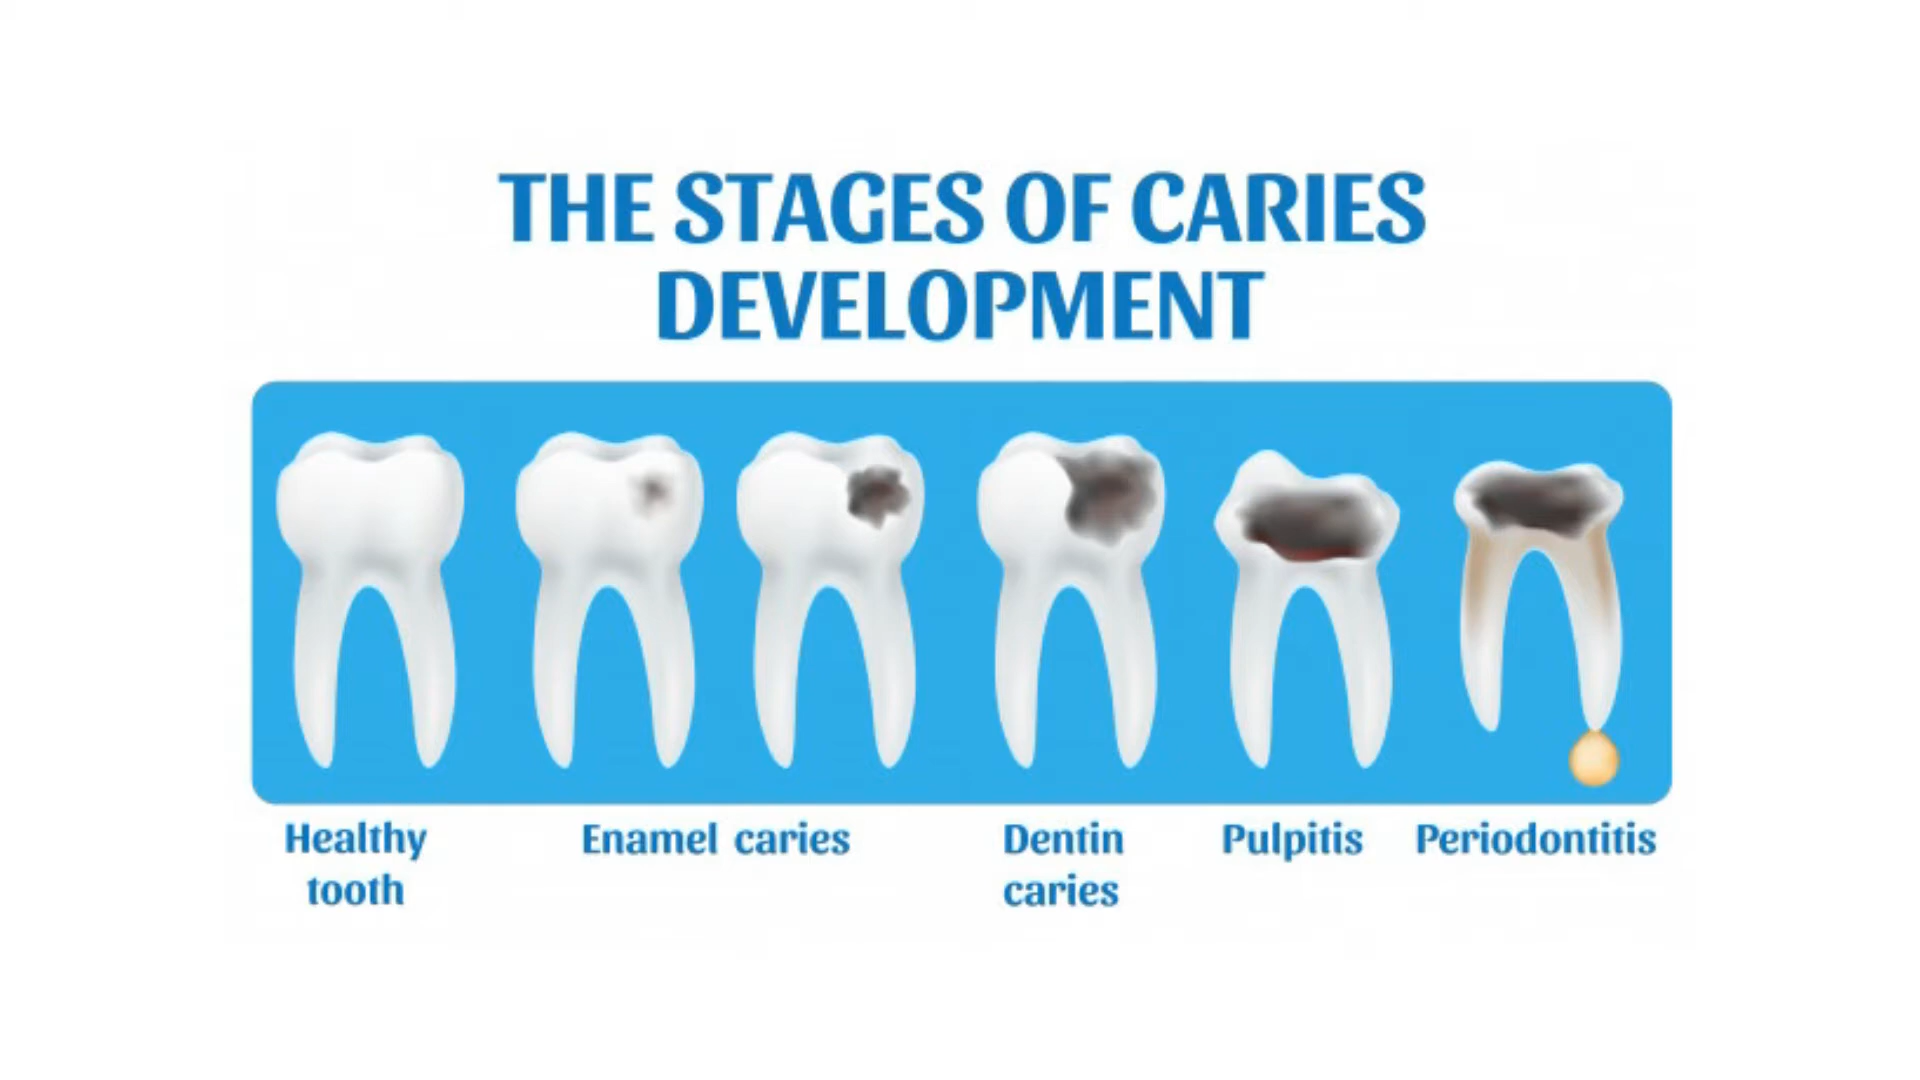 THE STAGES OF CARIES
DEVELOPMENT
Healthy
tooth
Enamel caries
Dentin
caries
Pulpitis
Periodontitis